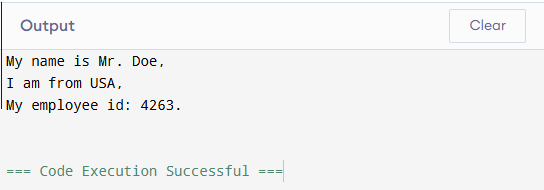 Output
Clear
My name is Mr. Doe,
I am from USA,
My employee id: 4263.
=== Code Execution Successful ===